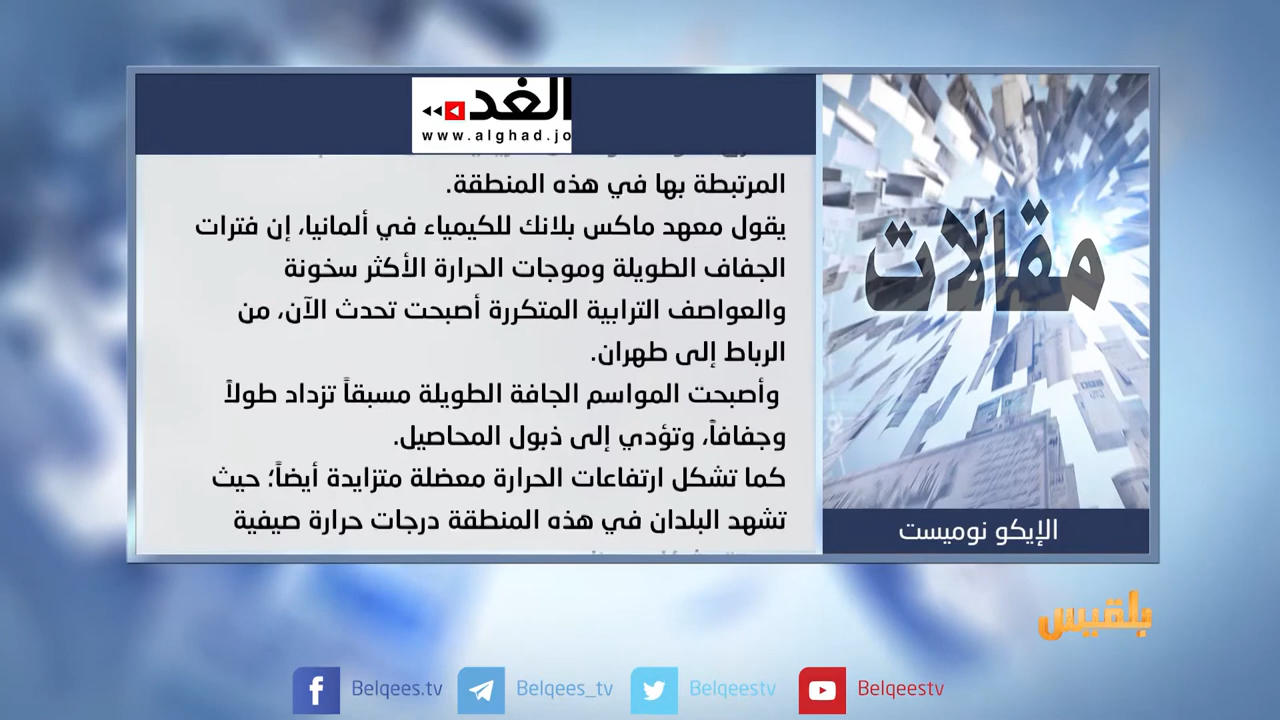 الغد
www.alghad.jo
المرتبطة بها في هذه المنطقة.
يقول معهد ماكس بلانك للكيمياء في ألمانيا، إن فترات
الجفاف الطويلة وموجات الحرارة الأكثر سخونة
والعواصف الترابية المتكررة أصبحت تحدث الآن، من
الرباط إلى طهران.
وأصبحت المواسم الجافة الطويلة مسبقاً تزداد طولاً
وجفافاً، وتؤدي إلى ذبول المحاصيل.
كما تشكل ارتفاعات الحرارة معضلة متزايدة أيضاً؛ حيث
تشهد البلدان في هذه المنطقة درجات حرارة صيفية
مقالات
الإيكو نوميست
بلقيس
Belqees.tv
Belqees_tv
Belqeestv
Belqeestv